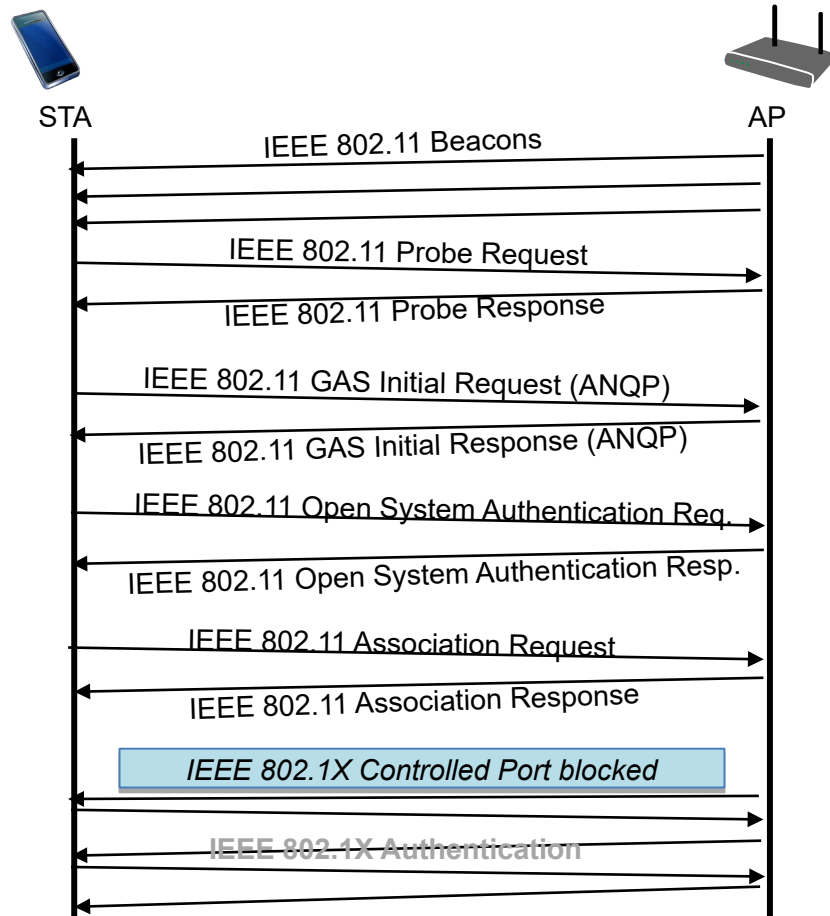 STA
AP
IEEE 802.11 Beacons
IEEE 802.11 Probe Request
IEEE 802.11 Probe Response
IEEE 802.11 GAS Initial Request (ANQP)
IEEE 802.11 GAS Initial Response (ANQP)
IEEE 802.11 Open System Authentication Req.
IEEE 802.11 Open System Authentication Resp.
IEEE 802.11 Association Request
IEEE 802.11 Association Response
IEEE 802.1X Controlled Port blocked
IEEE 802.1X Authentication